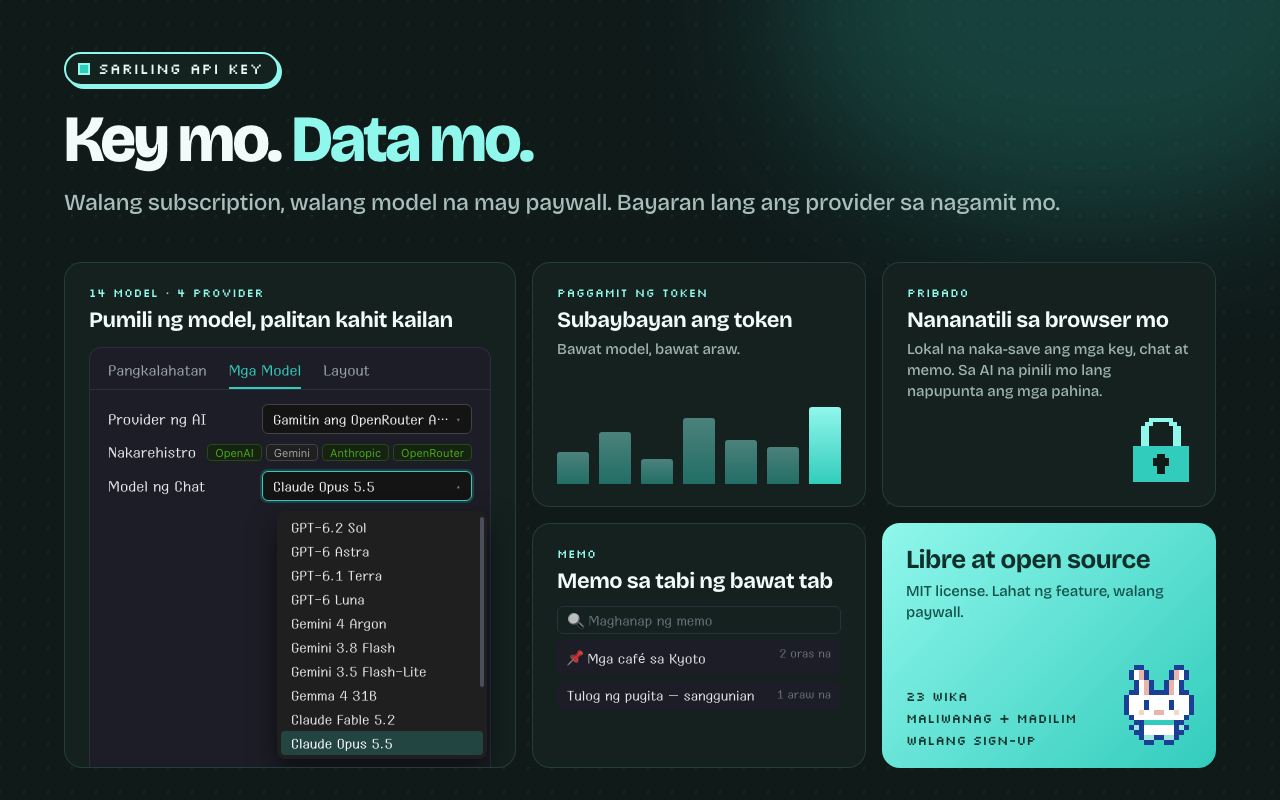 SARILING API KEY
Key mo. Data mo.
Walang subscription, walang model na may paywall. Bayaran lang ang provider sa nagamit mo.
14 MODEL · 4 PROVIDER
Pumili ng model, palitan kahit kailan
Pangkalahatan Mga Model Layout
Provider ng AI Gamitin ang OpenRouter A···
Nakarehistro OpenAI Gemini Anthropic OpenRouter
Model ng Chat Claude Opus 5.5
GPT-6.2 Sol
GPT-6 Astra
GPT-6.1 Terra
GPT-6 Luna
Gemini 4 Argon
Gemini 3.8 Flash
Gemini 3.5 Flash-Lite
Gemma 4 31B
Claude Fable 5.2
Claude Opus 5.5
PAGGAMIT NG TOKEN
Subaybayan ang token
Bawat model, bawat araw.
PRIBADO
Nananatili sa browser mo
Lokal na naka-save ang mga key, chat at
memo. Sa AI na pinili mo lang
napupunta ang mga pahina.
MEMO
Memo sa tabi ng bawat tab
Maghanap ng memo
Mga café sa Kyoto 2 oras na
Tulog ng pugita — sanggunian 1 araw na
Libre at open source
MIT license. Lahat ng feature, walang
paywall.
23 WIKA
MALIWANAG + MADILIM
WALANG SIGN-UP